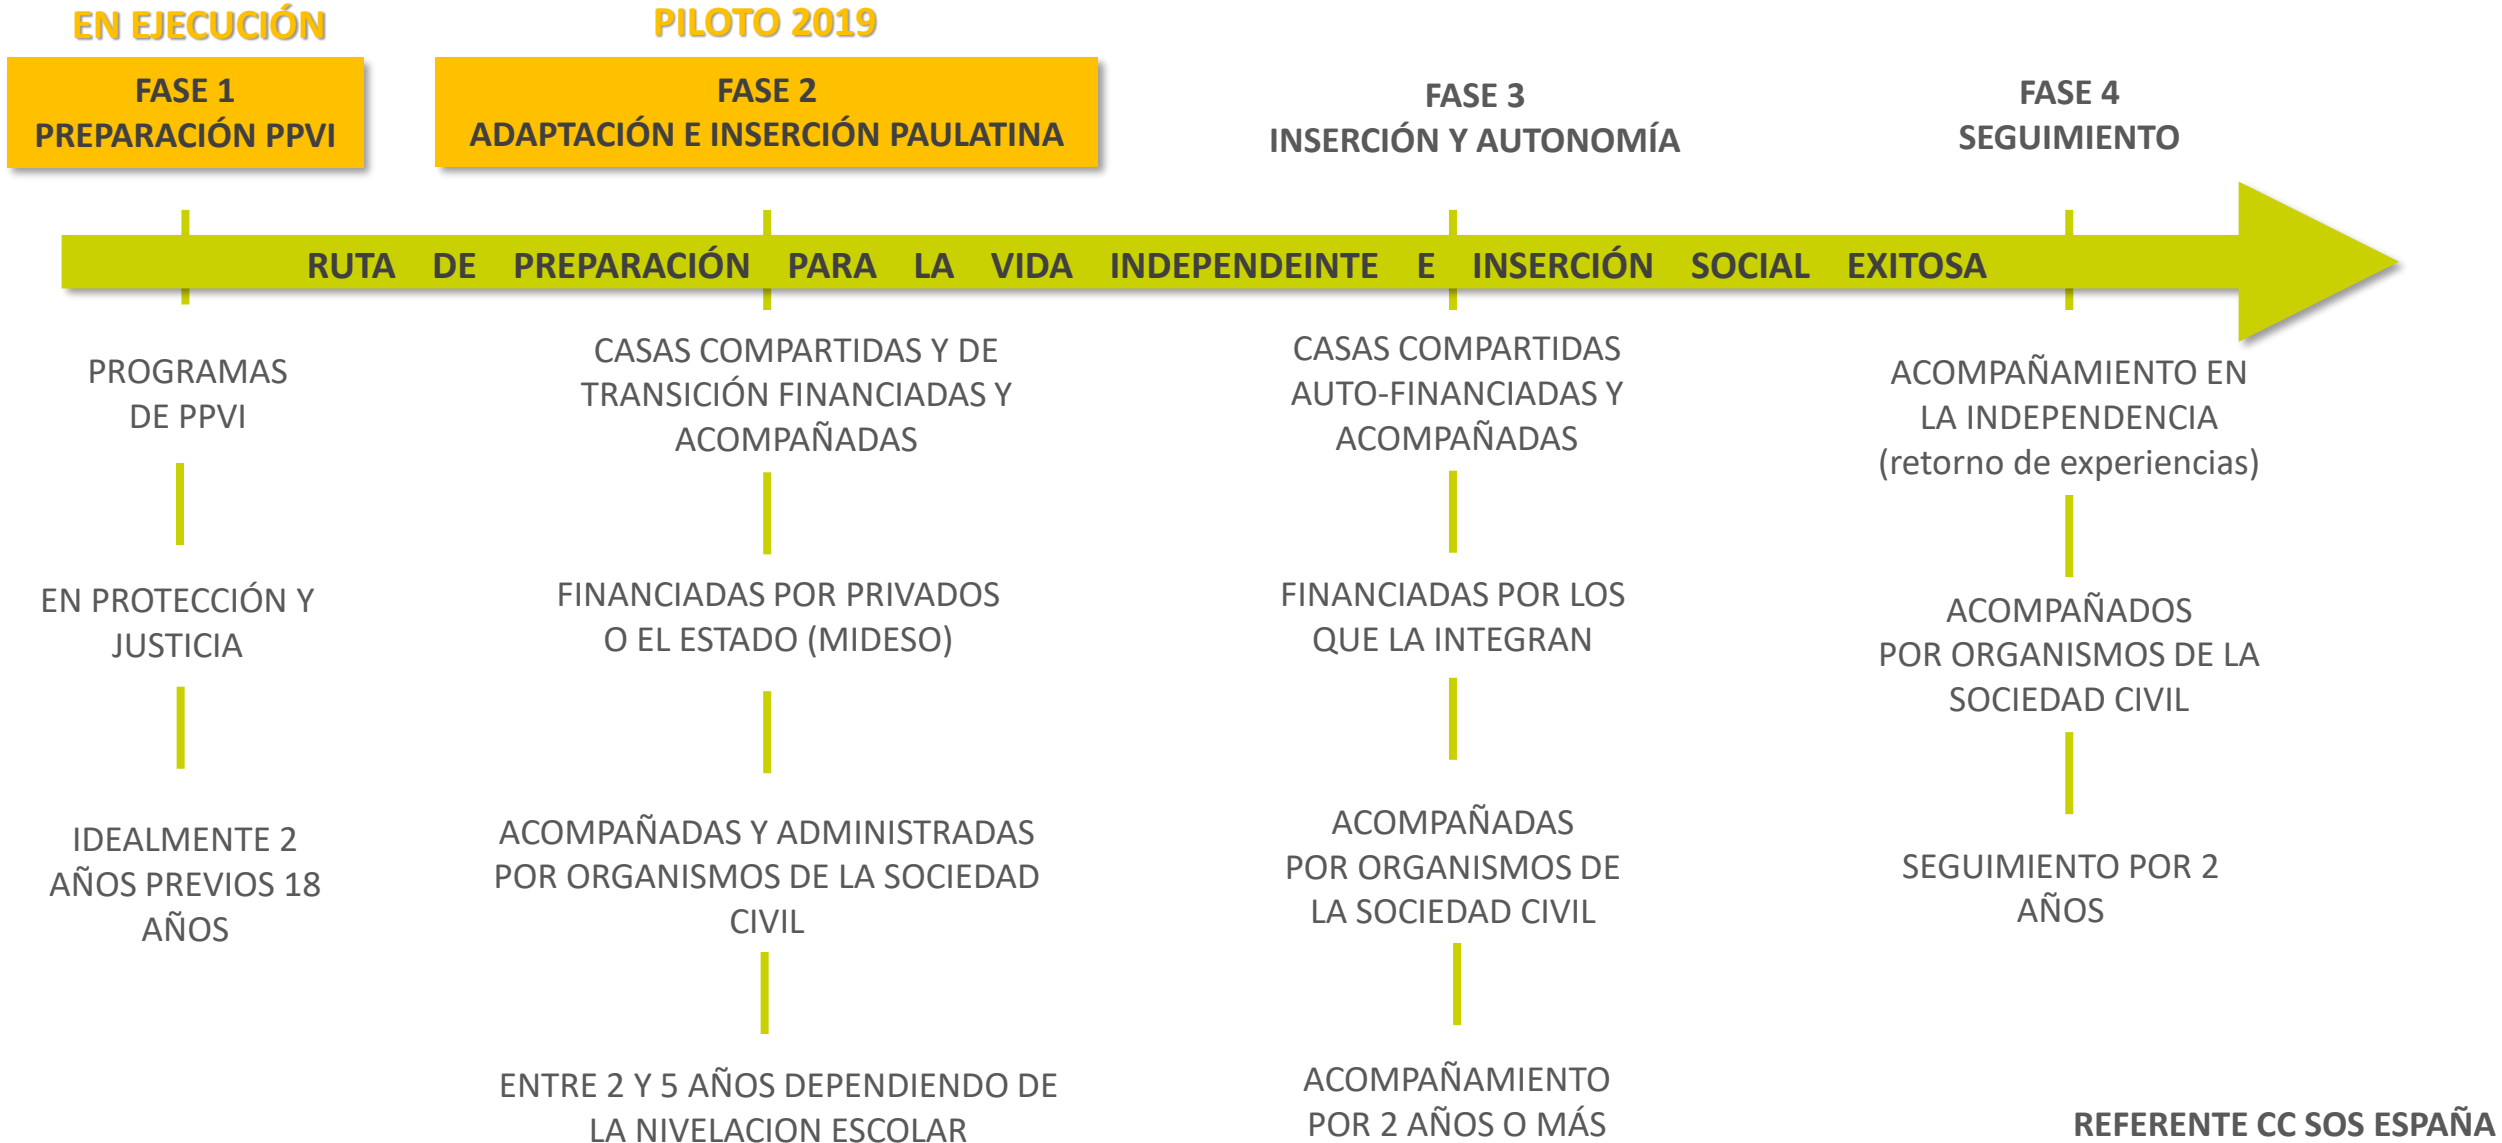 EN EJECUCIÓN
FASE 1
PREPARACIÓN PPVI
PILOTO 2019
FASE 2
ADAPTACIÓN E INSERCIÓN PAULATINA
FASE 3
INSERCIÓN Y AUTONOMÍA
FASE 4
SEGUIMIENTO
RUTA DE PREPARACIÓN PARA LA VIDA INDEPENDEINTE E INSERCIÓN SOCIAL EXITOSA
PROGRAMAS
DE PPVI
EN PROTECCIÓN Y
JUSTICIA
IDEALMENTE 2
AÑOS PREVIOS 18
AÑOS
CASAS COMPARTIDAS Y DE
TRANSICIÓN FINANCIADAS Y
ACOMPAÑADAS
FINANCIADAS POR PRIVADOS
O EL ESTADO (MIDESO)
ACOMPAÑADAS Y ADMINISTRADAS
POR ORGANISMOS DE LA SOCIEDAD
CIVIL
ENTRE 2 Y 5 AÑOS DEPENDIENDO DE
LA NIVELACION ESCOLAR
CASAS COMPARTIDAS
AUTO-FINANCIADAS Y
ACOMPAÑADAS
FINANCIADAS POR LOS
QUE LA INTEGRAN
ACOMPAÑADAS
POR ORGANISMOS DE
LA SOCIEDAD CIVIL
ACOMPAÑAMIENTO
POR 2 AÑOS O MÁS
ACOMPAÑAMIENTO EN
LA INDEPENDENCIA
(retorno de experiencias)
ACOMPAÑADOS
POR ORGANISMOS DE LA
SOCIEDAD CIVIL
SEGUIMIENTO POR 2
AÑOS
REFERENTE CC SOS ESPAÑA